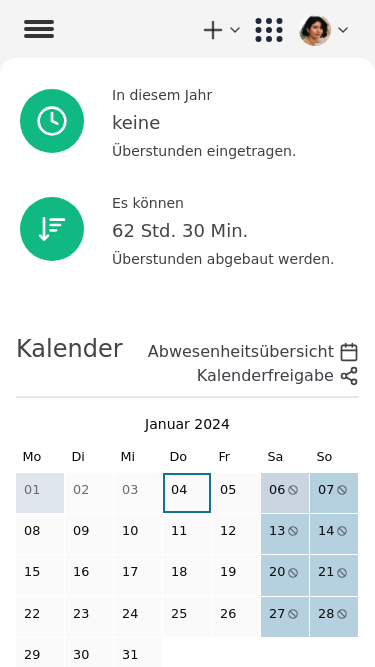 In diesem Jahr
keine
Überstunden eingetragen.
Es können
62 Std. 30 Min.
Überstunden abgebaut werden.
Kalender
Abwesenheitsübersicht
Kalenderfreigabe
Januar 2024
Mo Di Mi Do Fr Sa So
01 02 03 04 05 06 07
08 09 10 11 12 13 14
15 16 17 18 19 20 21
22 23 24 25 26 27 28
29 30 31